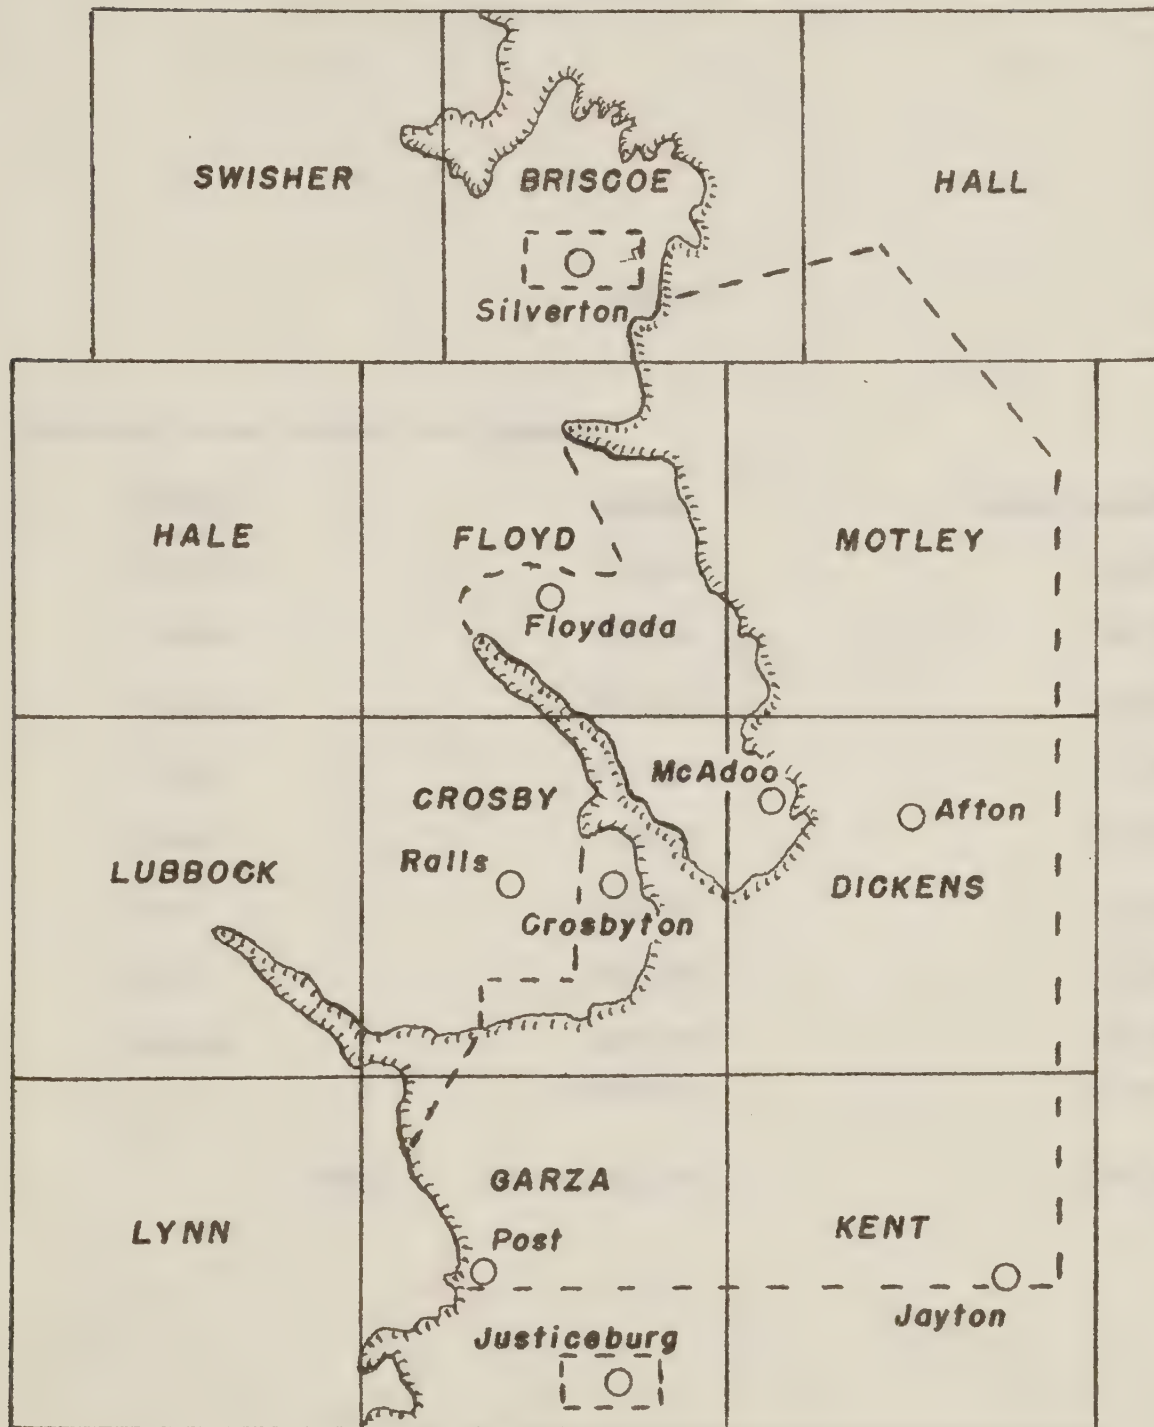 SWISHER
BRISCOE
HALL
Silverton
HALE
FLOYD
MOTLEY
Floydada
McAdoo
CROSBY
Afton
Ralls
LUBBOCK
DICKENS
Crosbyton
GARZA
LYNN
Post
KENT
Jayton
Justiceburg